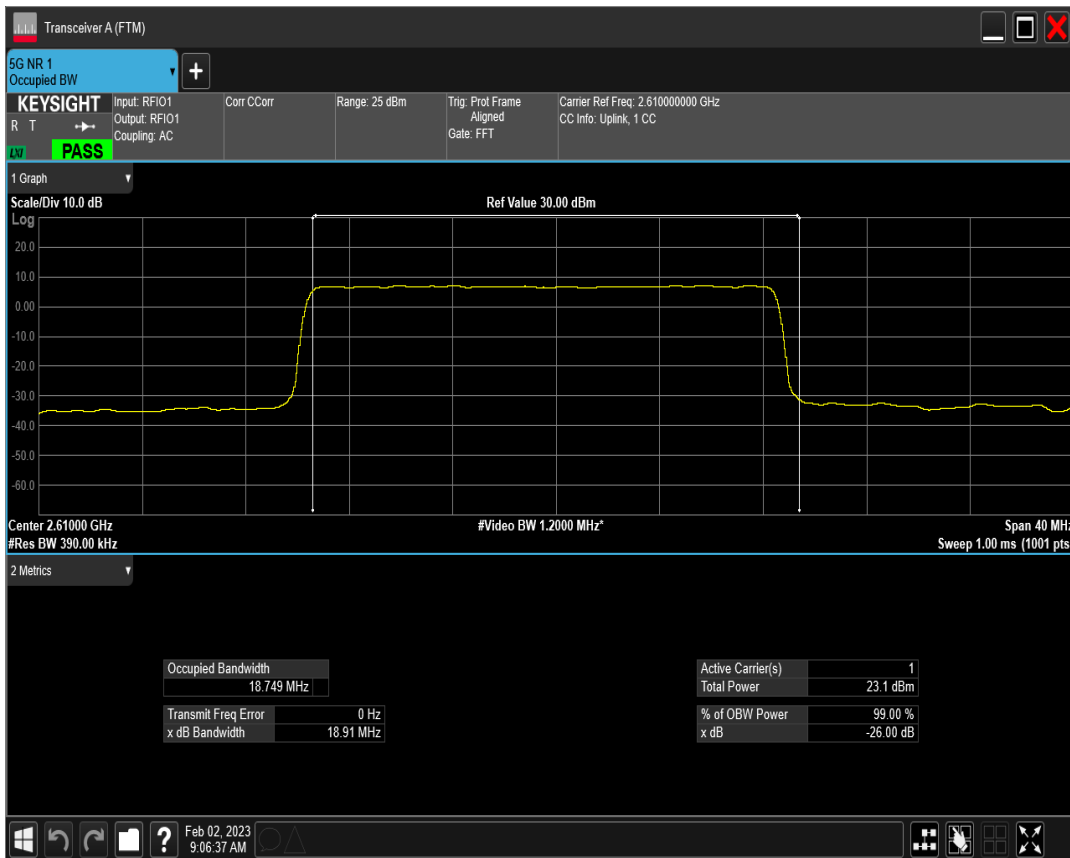 Transceiver A (FTM)
5G NR 1
Occupied BW
+
KEYSIGHT
R T
LXI
PASS
Input: RFIO1
Output: RFIO1
Coupling: AC
Corr CCorr
Range: 25 dBm
Trig: Prot Frame
Aligned
Gate: FFT
Carrier Ref Freq: 2.610000000 GHz
CC Info: Uplink, 1 CC
1 Graph
Scale/Div 10.0 dB
Ref Value 30.00 dBm
Log
20.0
10.0
0.00
-10.0
-20.0
-30.0
-40.0
-50.0
-60.0
Center 2.61000 GHz
#Video BW 1.2000 MHz*
Span 40 MHz
#Res BW 390.00 kHz
Sweep 1.00 ms (1001 pts
2 Metrics
Occupied Bandwidth
18.749 MHz
Transmit Freq Error 0 Hz
x dB Bandwidth 18.91 MHz
Active Carrier(s) 1
Total Power 23.1 dBm
% of OBW Power 99.00 %
x dB -26.00 dB
?
Feb 02, 2023
9:06:37 AM